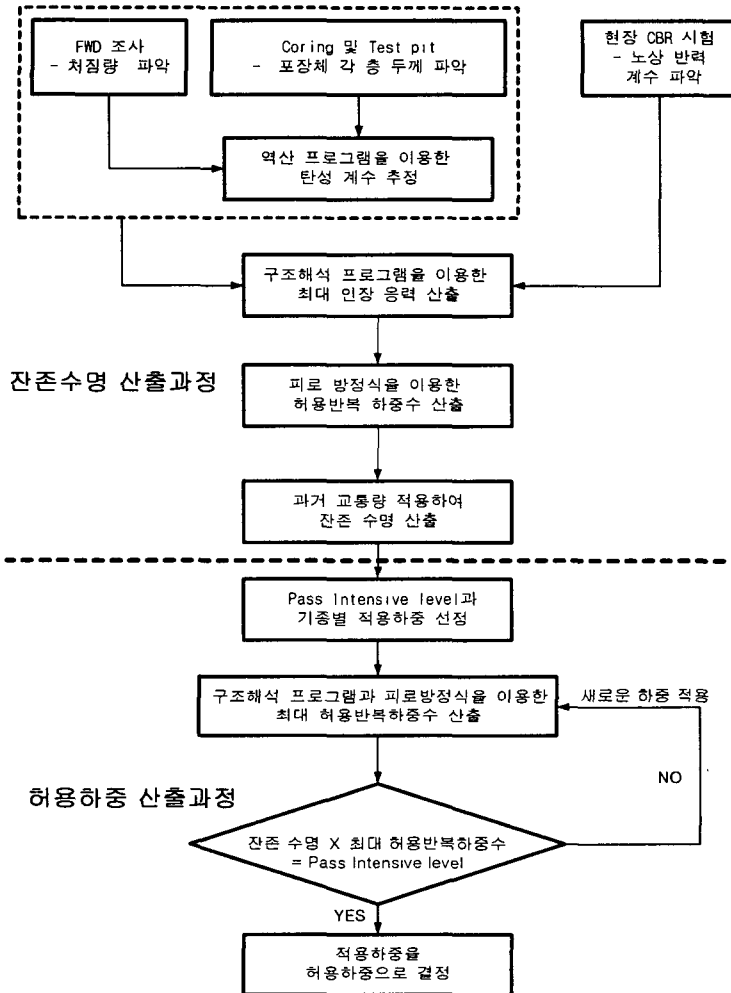 FWD 조사
- 처짐량 파악
Coring 및 Test pit
- 포장체 각 층 두께 파악
현장 CBR 시험
- 노상 반력
계수 파악
역산 프로그램을 이용한
탄성 계수 추정
구조해석 프로그램을 이용한
최대 인장 응력 산출
잔존수명 산출과정
피로 방정식을 이용한
허용반복 하중수 산출
과거 교통량 적용하여
잔존 수명 산출
Pass Intensive level과
기종별 적용하중 선정
구조해석 프로그램과 피로방정식을 이용한
최대 허용반복하중수 산출
새로운 하중 적용
NO
허용하중 산출과정
잔존 수명 X 최대 허용반복하중수
= Pass Intensive level
YES
적용하중을
허용하중으로 결정